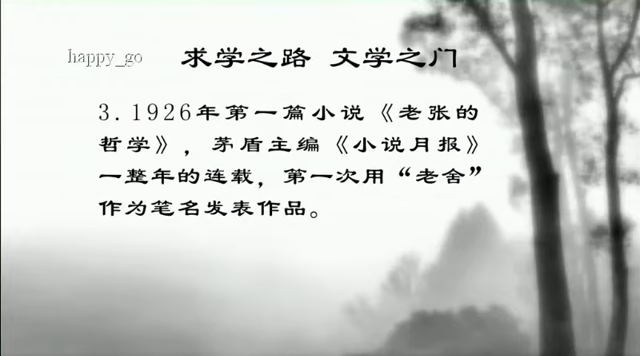 happy_go
求学之路 文学之门
3.1926年第一篇小说《老张的
哲学》，茅盾主编《小说月报》
一整年的连载，第一次用“老舍”
作为笔名发表作品。